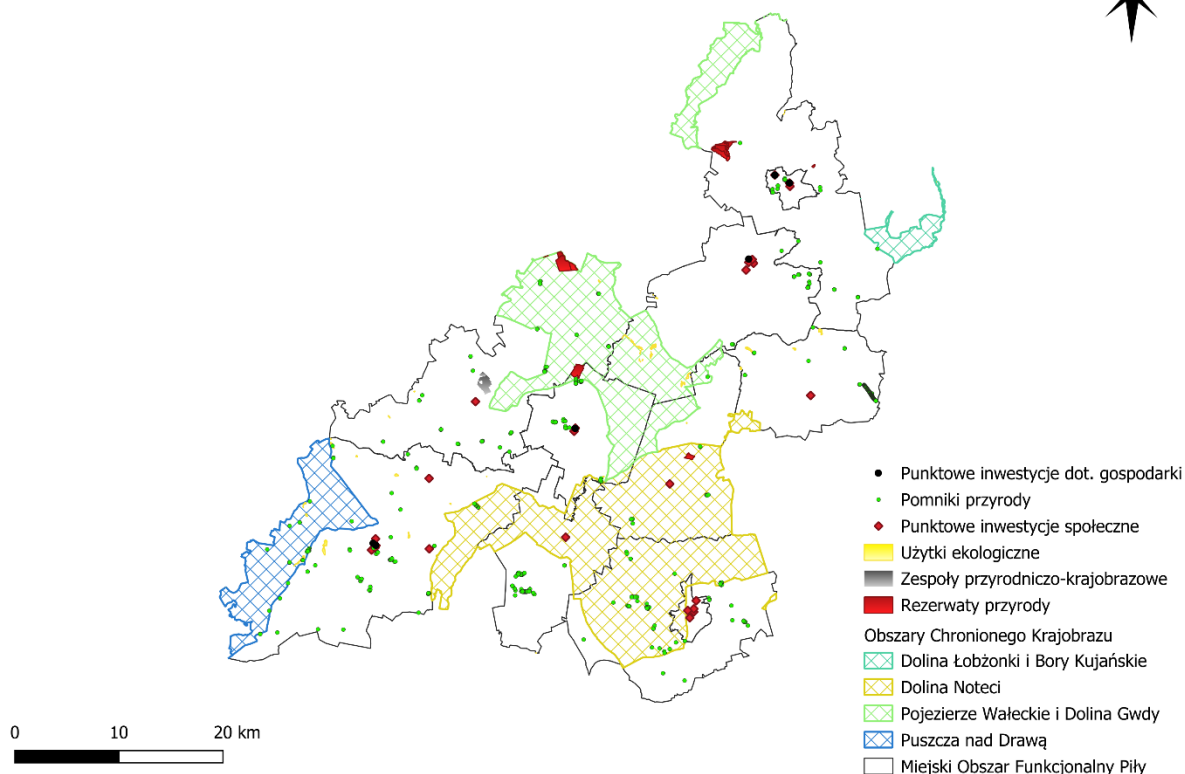 Punktowe inwestycje dot. gospodarki
Pomniki przyrody
Punktowe inwestycje społeczne
Użytki ekologiczne
Zespoły przyrodniczo-krajobrazowe
Rezerwaty przyrody
Obszary Chronionego Krajobrazu
Dolina Łobżonki i Bory Kujańskie
Dolina Noteci
Pojezierze Wałeckie i Dolina Gwdy
Puszcza nad Drawą
Miejski Obszar Funkcjonalny Piły
0 10 20 km